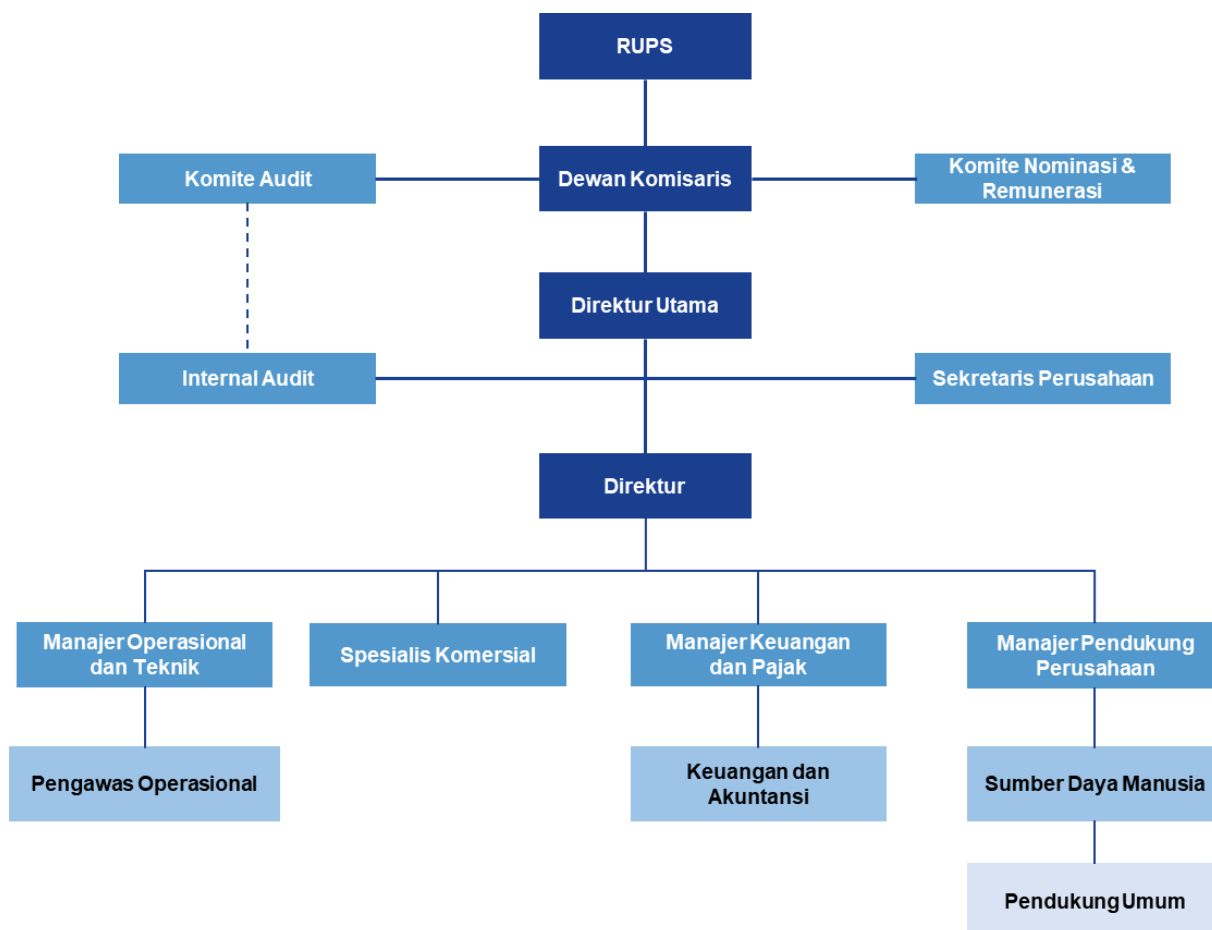 RUPS
Komite Audit
Dewan Komisaris
Komite Nominasi &
Remunerasi
Direktur Utama
Internal Audit
Sekretaris Perusahaan
Direktur
Manajer Operasional
dan Teknik
Spesialis Komersial
Manajer Keuangan
dan Pajak
Manajer Pendukung
Perusahaan
Pengawas Operasional
Keuangan dan
Akuntansi
Sumber Daya Manusia
Pendukung Umum